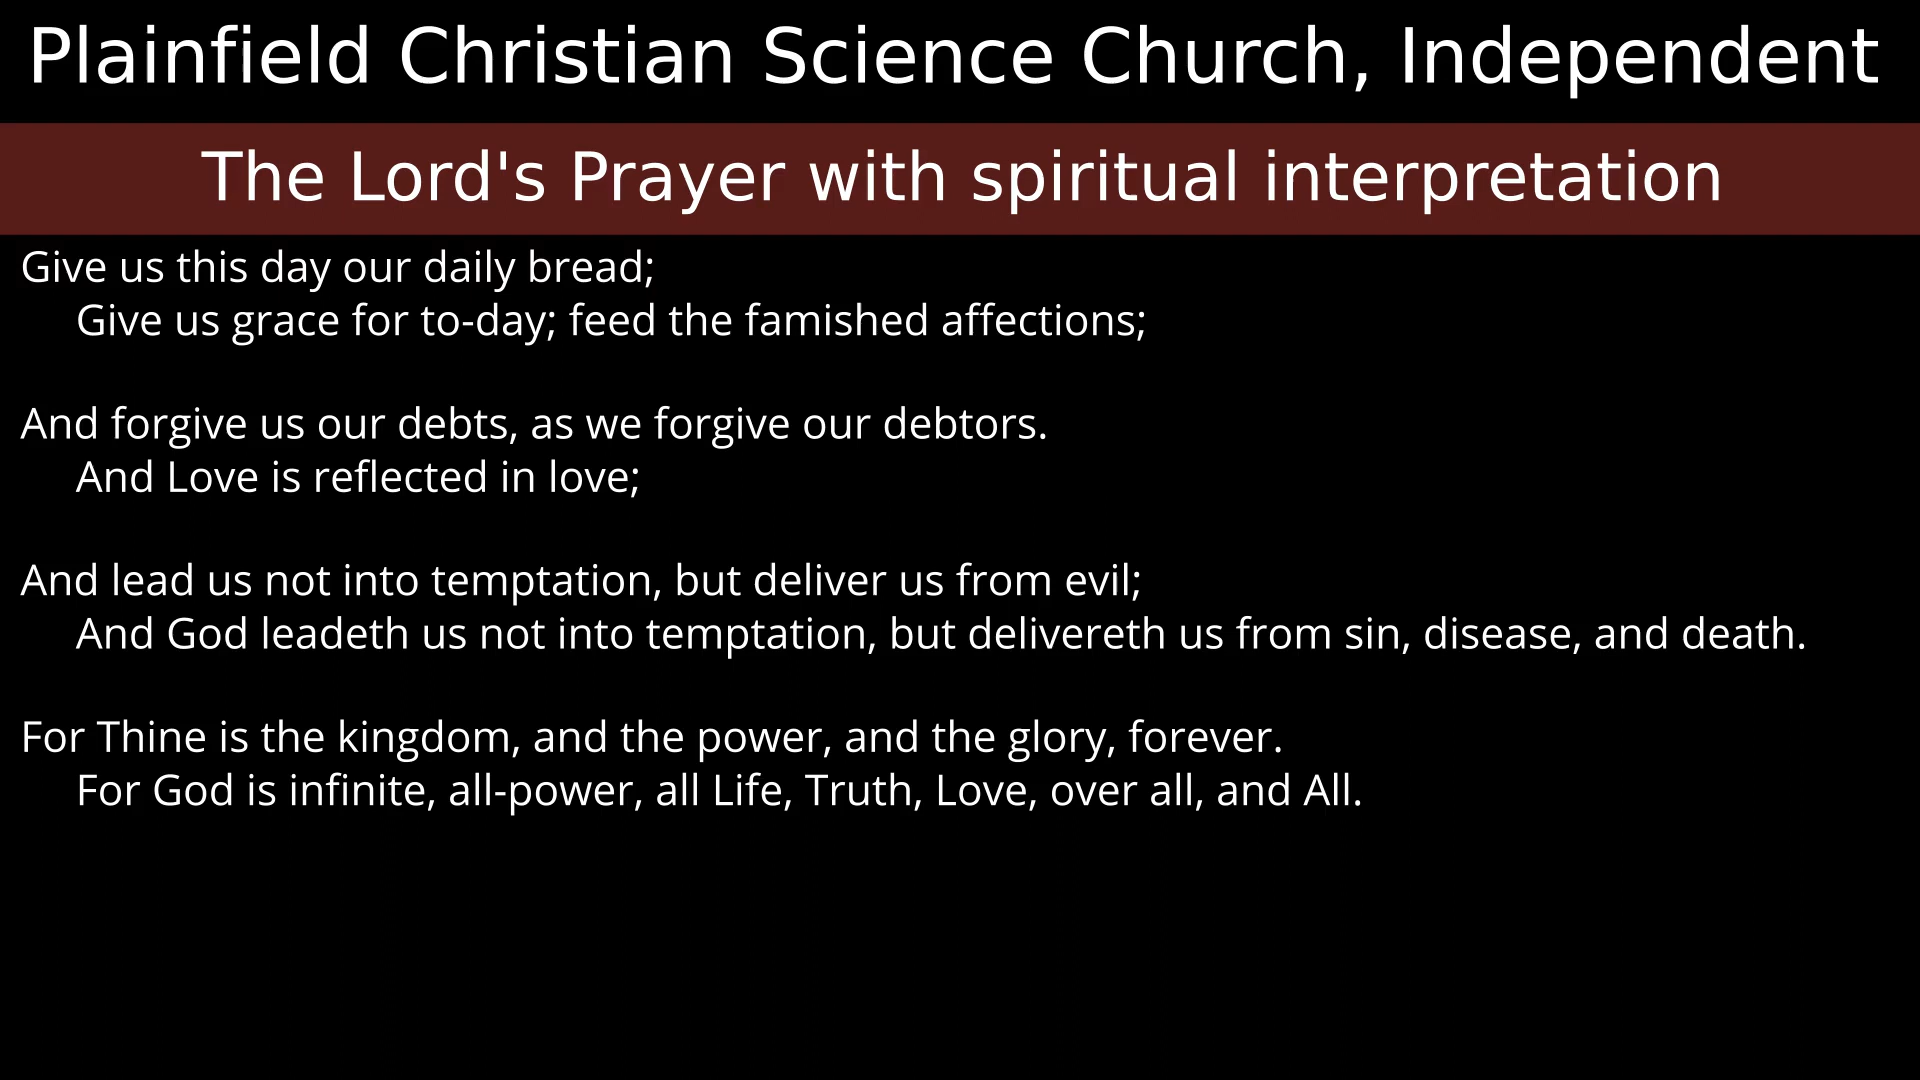 Plainfield Christian Science Church, Independent
The Lord's Prayer with spiritual interpretation
Give us this day our daily bread;
Give us grace for to-day; feed the famished affections;
And forgive us our debts, as we forgive our debtors.
And Love is reflected in love;
And lead us not into temptation, but deliver us from evil;
And God leadeth us not into temptation, but delivereth us from sin, disease, and death.
For Thine is the kingdom, and the power, and the glory, forever.
For God is infinite, all-power, all Life, Truth, Love, over all, and All.